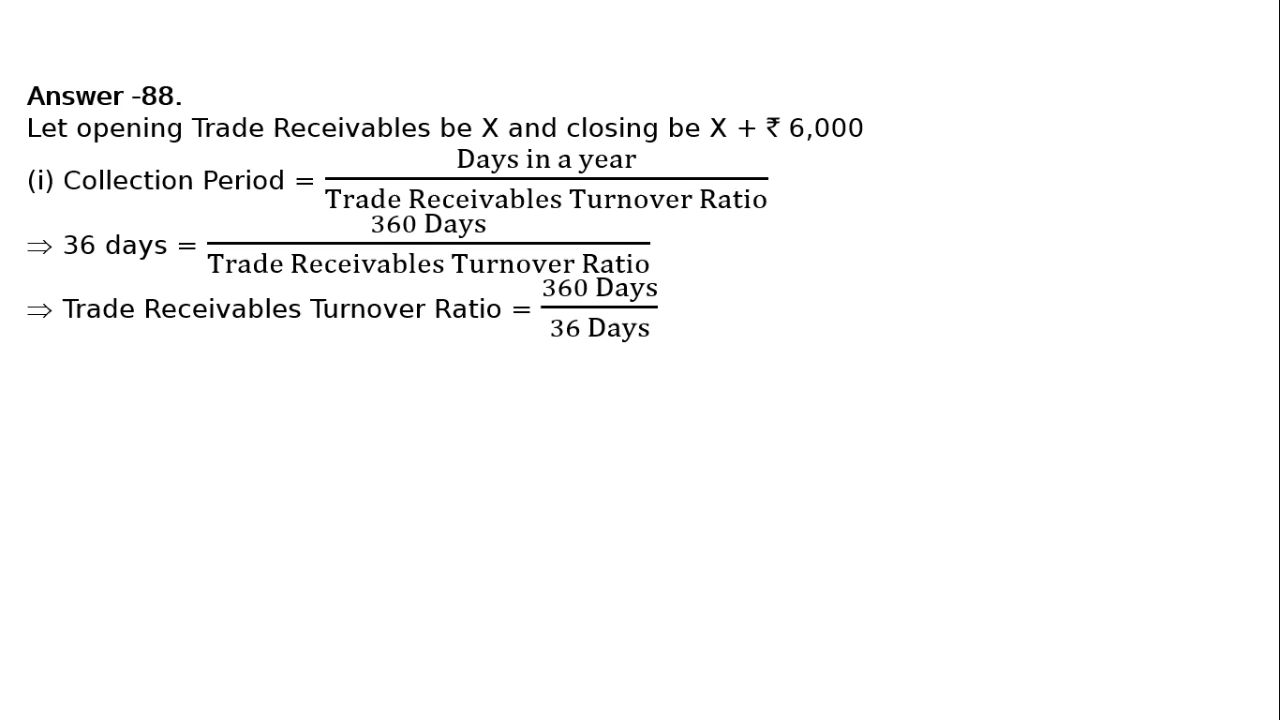 Answer -88.
Let opening Trade Receivables be X and closing be X + ₹ 6,000
(i) Collection Period = Days in a year / Trade Receivables Turnover Ratio
⇒ 36 days = 360 Days / Trade Receivables Turnover Ratio
⇒ Trade Receivables Turnover Ratio = 360 Days / 36 Days